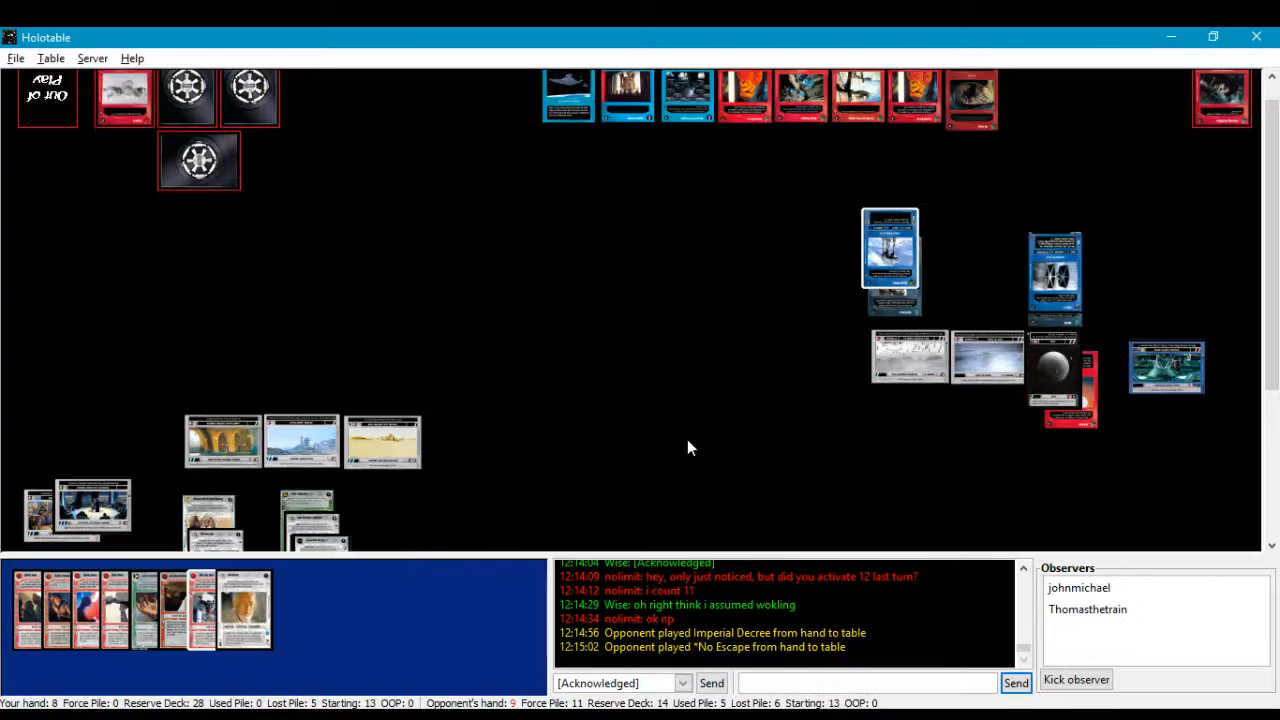 Holotable
File Table Server Help
Out of
Play
12:14:04 Wise: [Acknowledged]
12:14:09 nolimit: hey, only just noticed, but did you activate 12 last turn?
12:14:12 nolimit: i count 11
12:14:29 Wise: oh right think i assumed wokling
12:14:34 nolimit: ok np
12:14:56 Opponent played Imperial Decree from hand to table
12:15:02 Opponent played *No Escape from hand to table
Observers
johnmichael
Thomasthetrain
[Acknowledged] Send Send Kick observer
Your hand: 8 Force Pile: 0 Reserve Deck: 28 Used Pile: 0 Lost Pile: 5 Starting: 13 OOP: 0 Opponent's hand: 9 Force Pile: 11 Reserve Deck: 14 Used Pile: 5 Lost Pile: 6 Starting: 13 OOP: 0